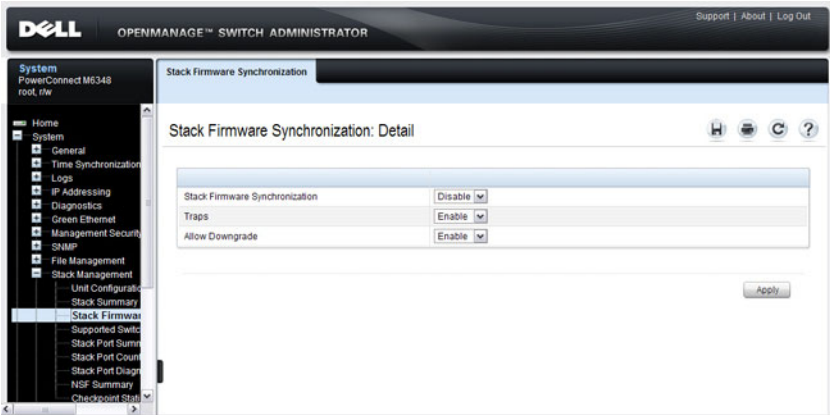 Support | About | Log Out
DELL
OPENMANAGE™ SWITCH ADMINISTRATOR
System
PowerConnect M6348
root, r/w
Stack Firmware Synchronization
Home
System
General
Time Synchronization
Logs
IP Addressing
Diagnostics
Green Ethernet
Management Security
SNMP
File Management
Stack Management
Unit Configuratio
Stack Summary
Stack Firmwar
Supported Switc
Stack Port Summ
Stack Port Count
Stack Port Diagn
NSF Summary
Checkpoint Stati
Stack Firmware Synchronization: Detail
?
Stack Firmware Synchronization Disable
Traps Enable
Allow Downgrade Enable
Apply